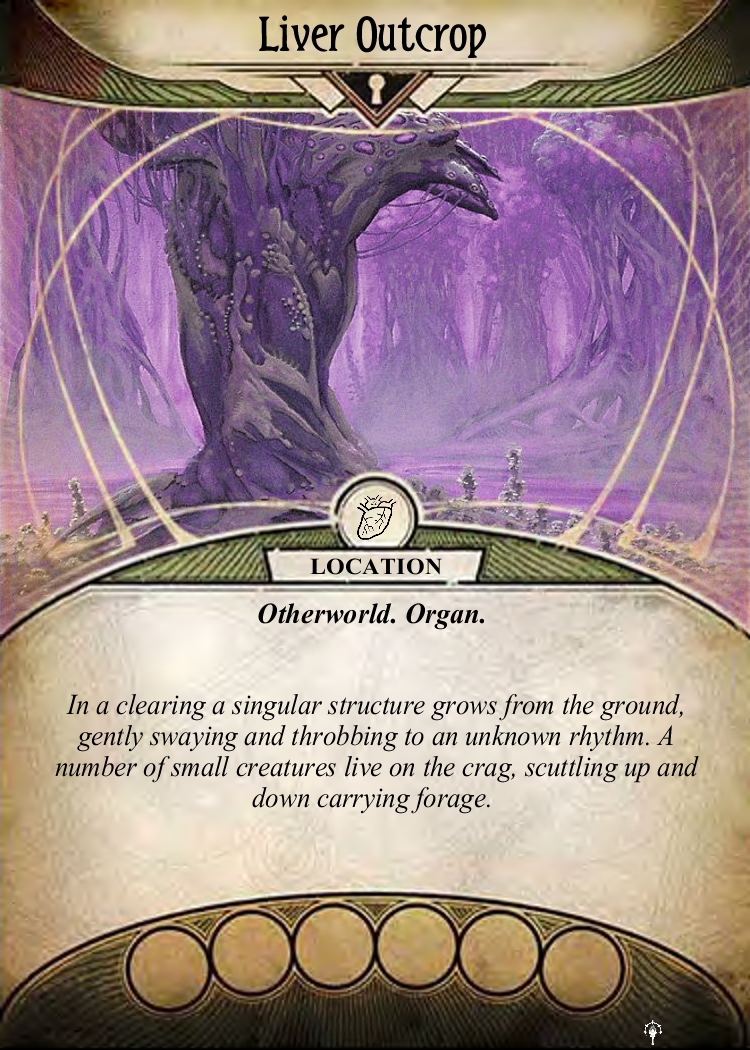 Liver Outcrop
LOCATION
Otherworld. Organ.
In a clearing a singular structure grows from the ground,
gently swaying and throbbing to an unknown rhythm. A
number of small creatures live on the crag, scuttling up and
down carrying forage.